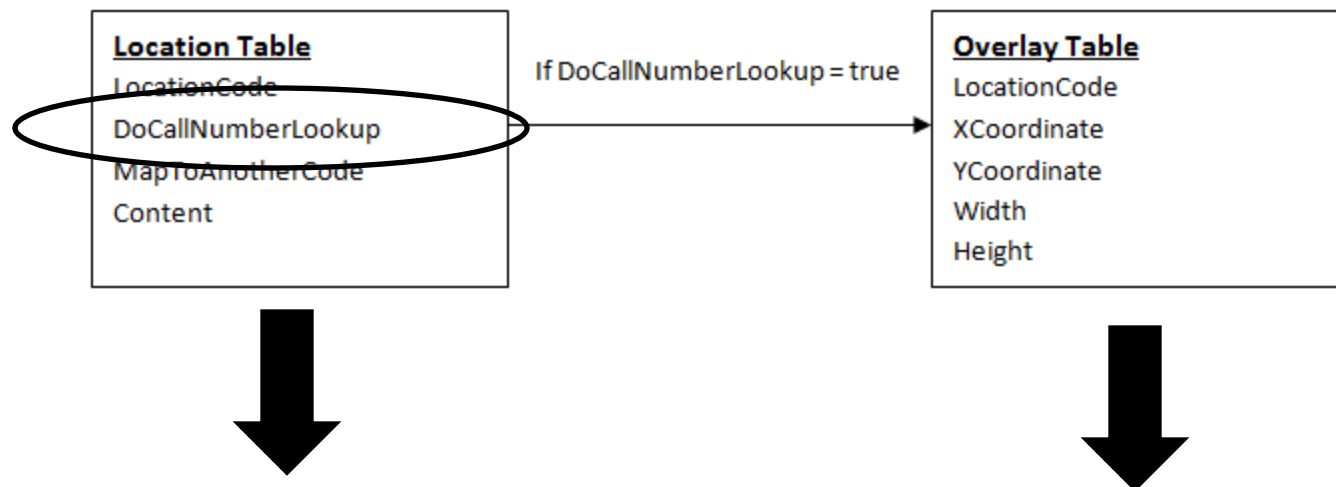 Location Table
LocationCode
DoCallNumberLookup
MapToAnotherCode
Content
If DoCallNumberLookup = true
Overlay Table
LocationCode
XCoordinate
YCoordinate
Width
Height